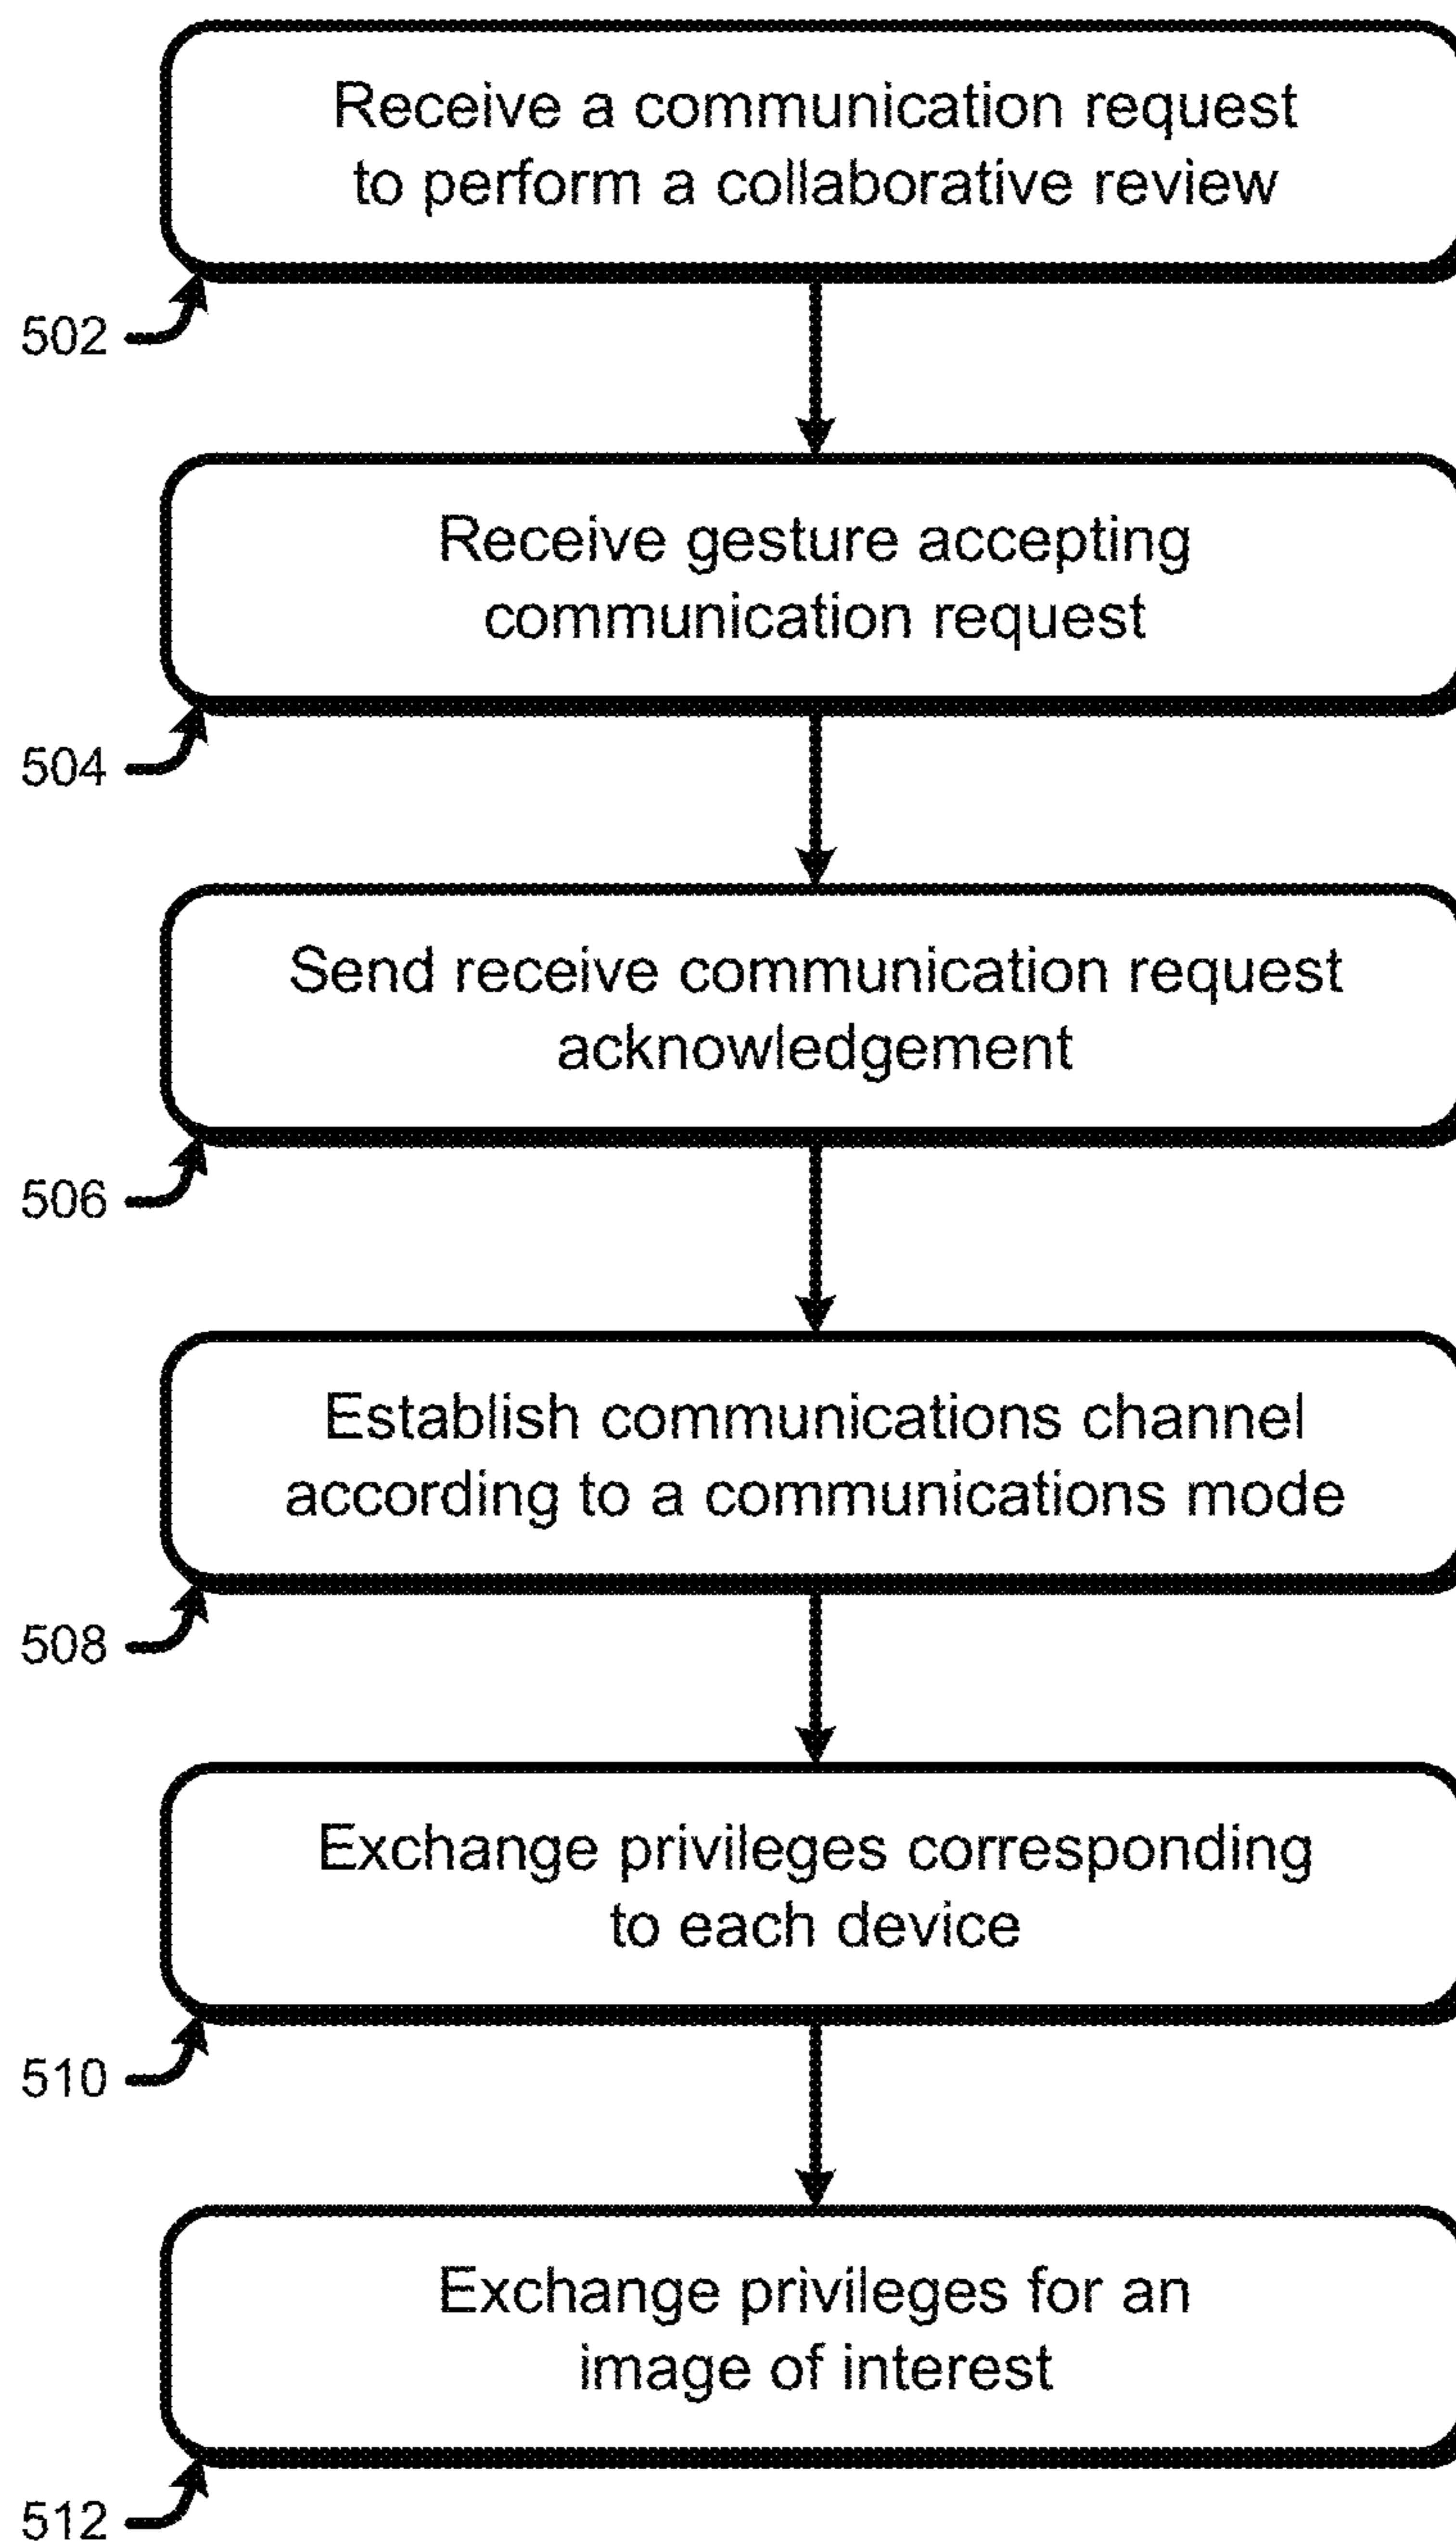 Receive a communication request
to perform a collaborative review
502
Receive gesture accepting
communication request
504
Send receive communication request
acknowledgement
506
Establish communications channel
according to a communications mode
508
Exchange privileges corresponding
to each device
510
Exchange privileges for an
image of interest
512